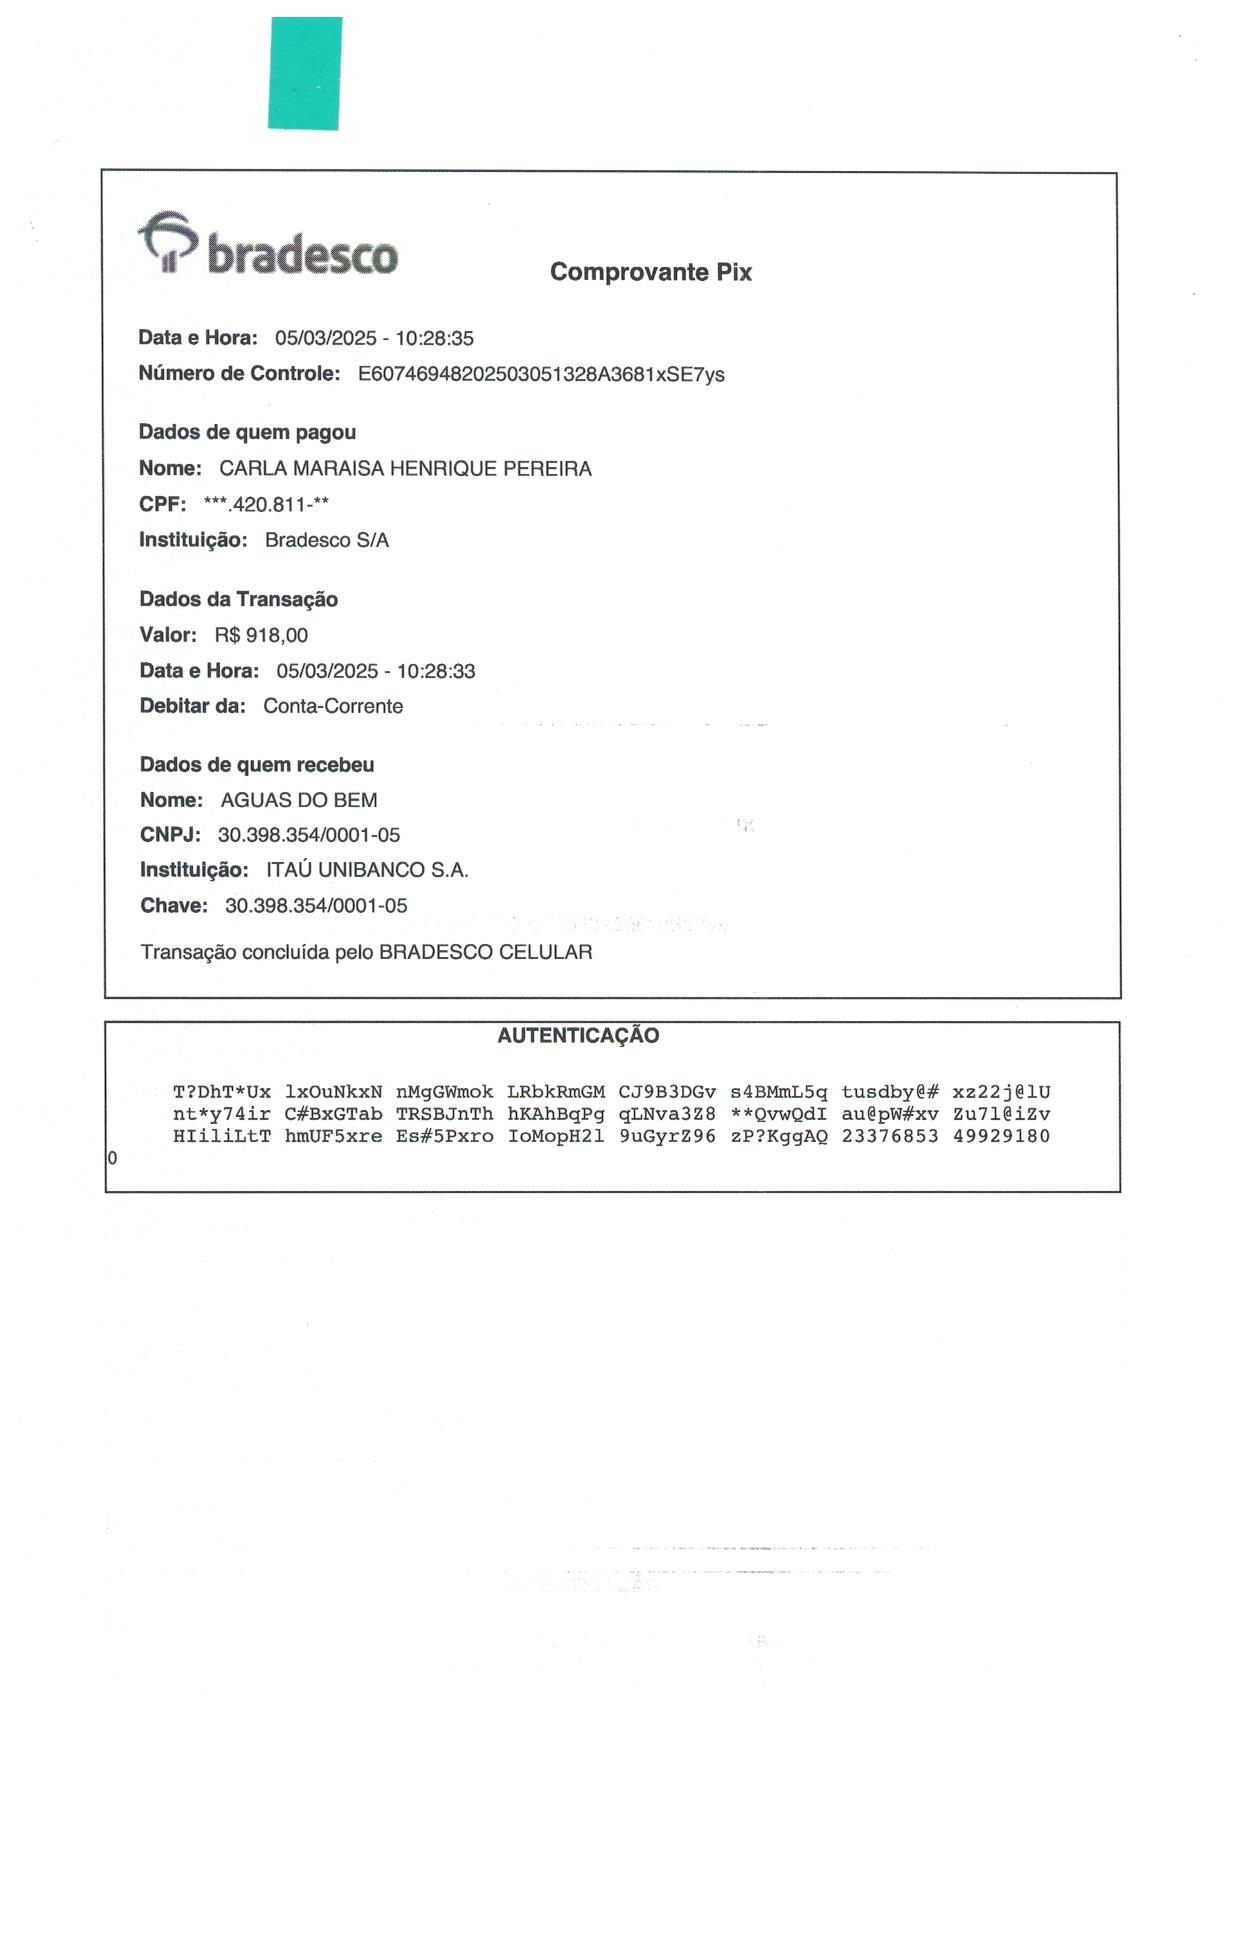 bradesco
Comprovante Pix
Data e Hora: 05/03/2025 - 10:28:35
Número de Controle: E60746948202503051328A3681xSE7ys
Dados de quem pagou
Nome: CARLA MARAISA HENRIQUE PEREIRA
CPF: ***.420.811-**
Instituição: Bradesco S/A
Dados da Transação
Valor: R$ 918,00
Data e Hora: 05/03/2025 - 10:28:33
Debitar da: Conta-Corrente
Dados de quem recebeu
Nome: AGUAS DO BEM
CNPJ: 30.398.354/0001-05
Instituição: ITAÚ UNIBANCO S.A.
Chave: 30.398.354/0001-05
Transação concluída pelo BRADESCO CELULAR
AUTENTICAÇÃO
T?DhT*Ux lxOuNkxN nMgGWmok LRbkRmGM CJ9B3DGv s4BMmL5q tusdby@# xz22j@lU
nt*y74ir C#BxGTab TRSBJnTh hKAhBqPg qLNva3Z8 **QvwQdI au@pW#xv Zu7l@iZv
HIiliLtT hmUF5xre Es#5Pxro IoMopH2l 9uGyrZ96 zP?KggAQ 23376853 49929180
0